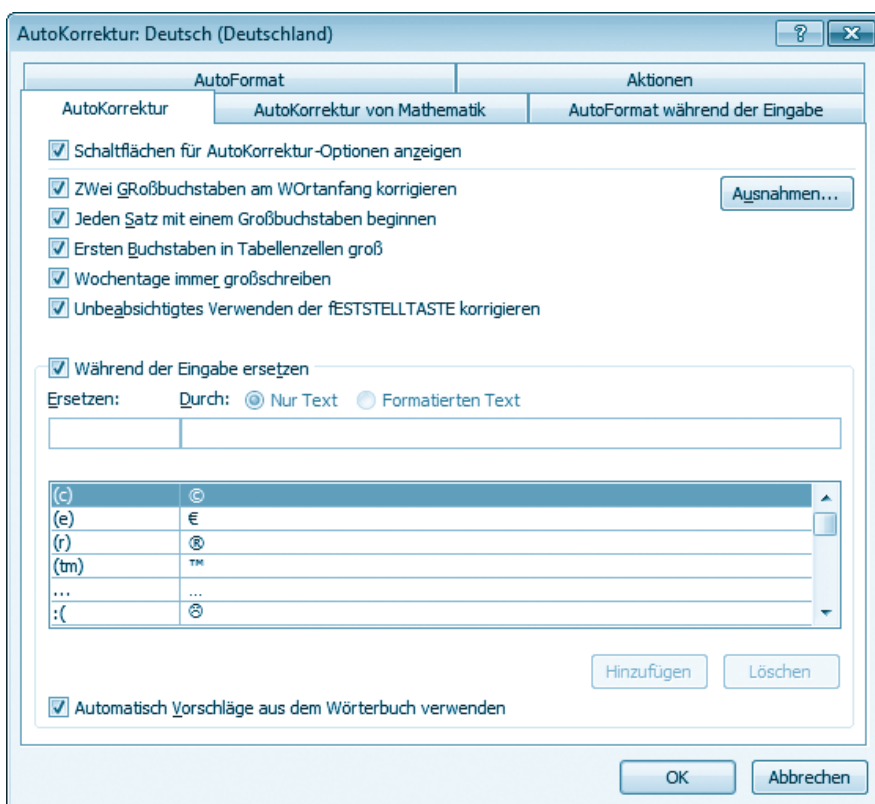 AutoKorrektur: Deutsch (Deutschland)
AutoFormat Aktionen
AutoKorrektur AutoKorrektur von Mathematik AutoFormat während der Eingabe
Schaltflächen für AutoKorrektur-Optionen anzeigen
ZWei GRoßbuchstaben am WOrtanfang korrigieren Ausnahmen...
Jeden Satz mit einem Großbuchstaben beginnen
Ersten Buchstaben in Tabellenzellen groß
Wochentage immer großschreiben
Unbeabsichtigtes Verwenden der fESTSTELLTASTE korrigieren
Während der Eingabe ersetzen
Ersetzen: Durch: Nur Text Formatierten Text
(c) ©
(e) €
(r) ®
(tm) ™
... …
:( ☹
Hinzufügen Löschen
Automatisch Vorschläge aus dem Wörterbuch verwenden
OK Abbrechen